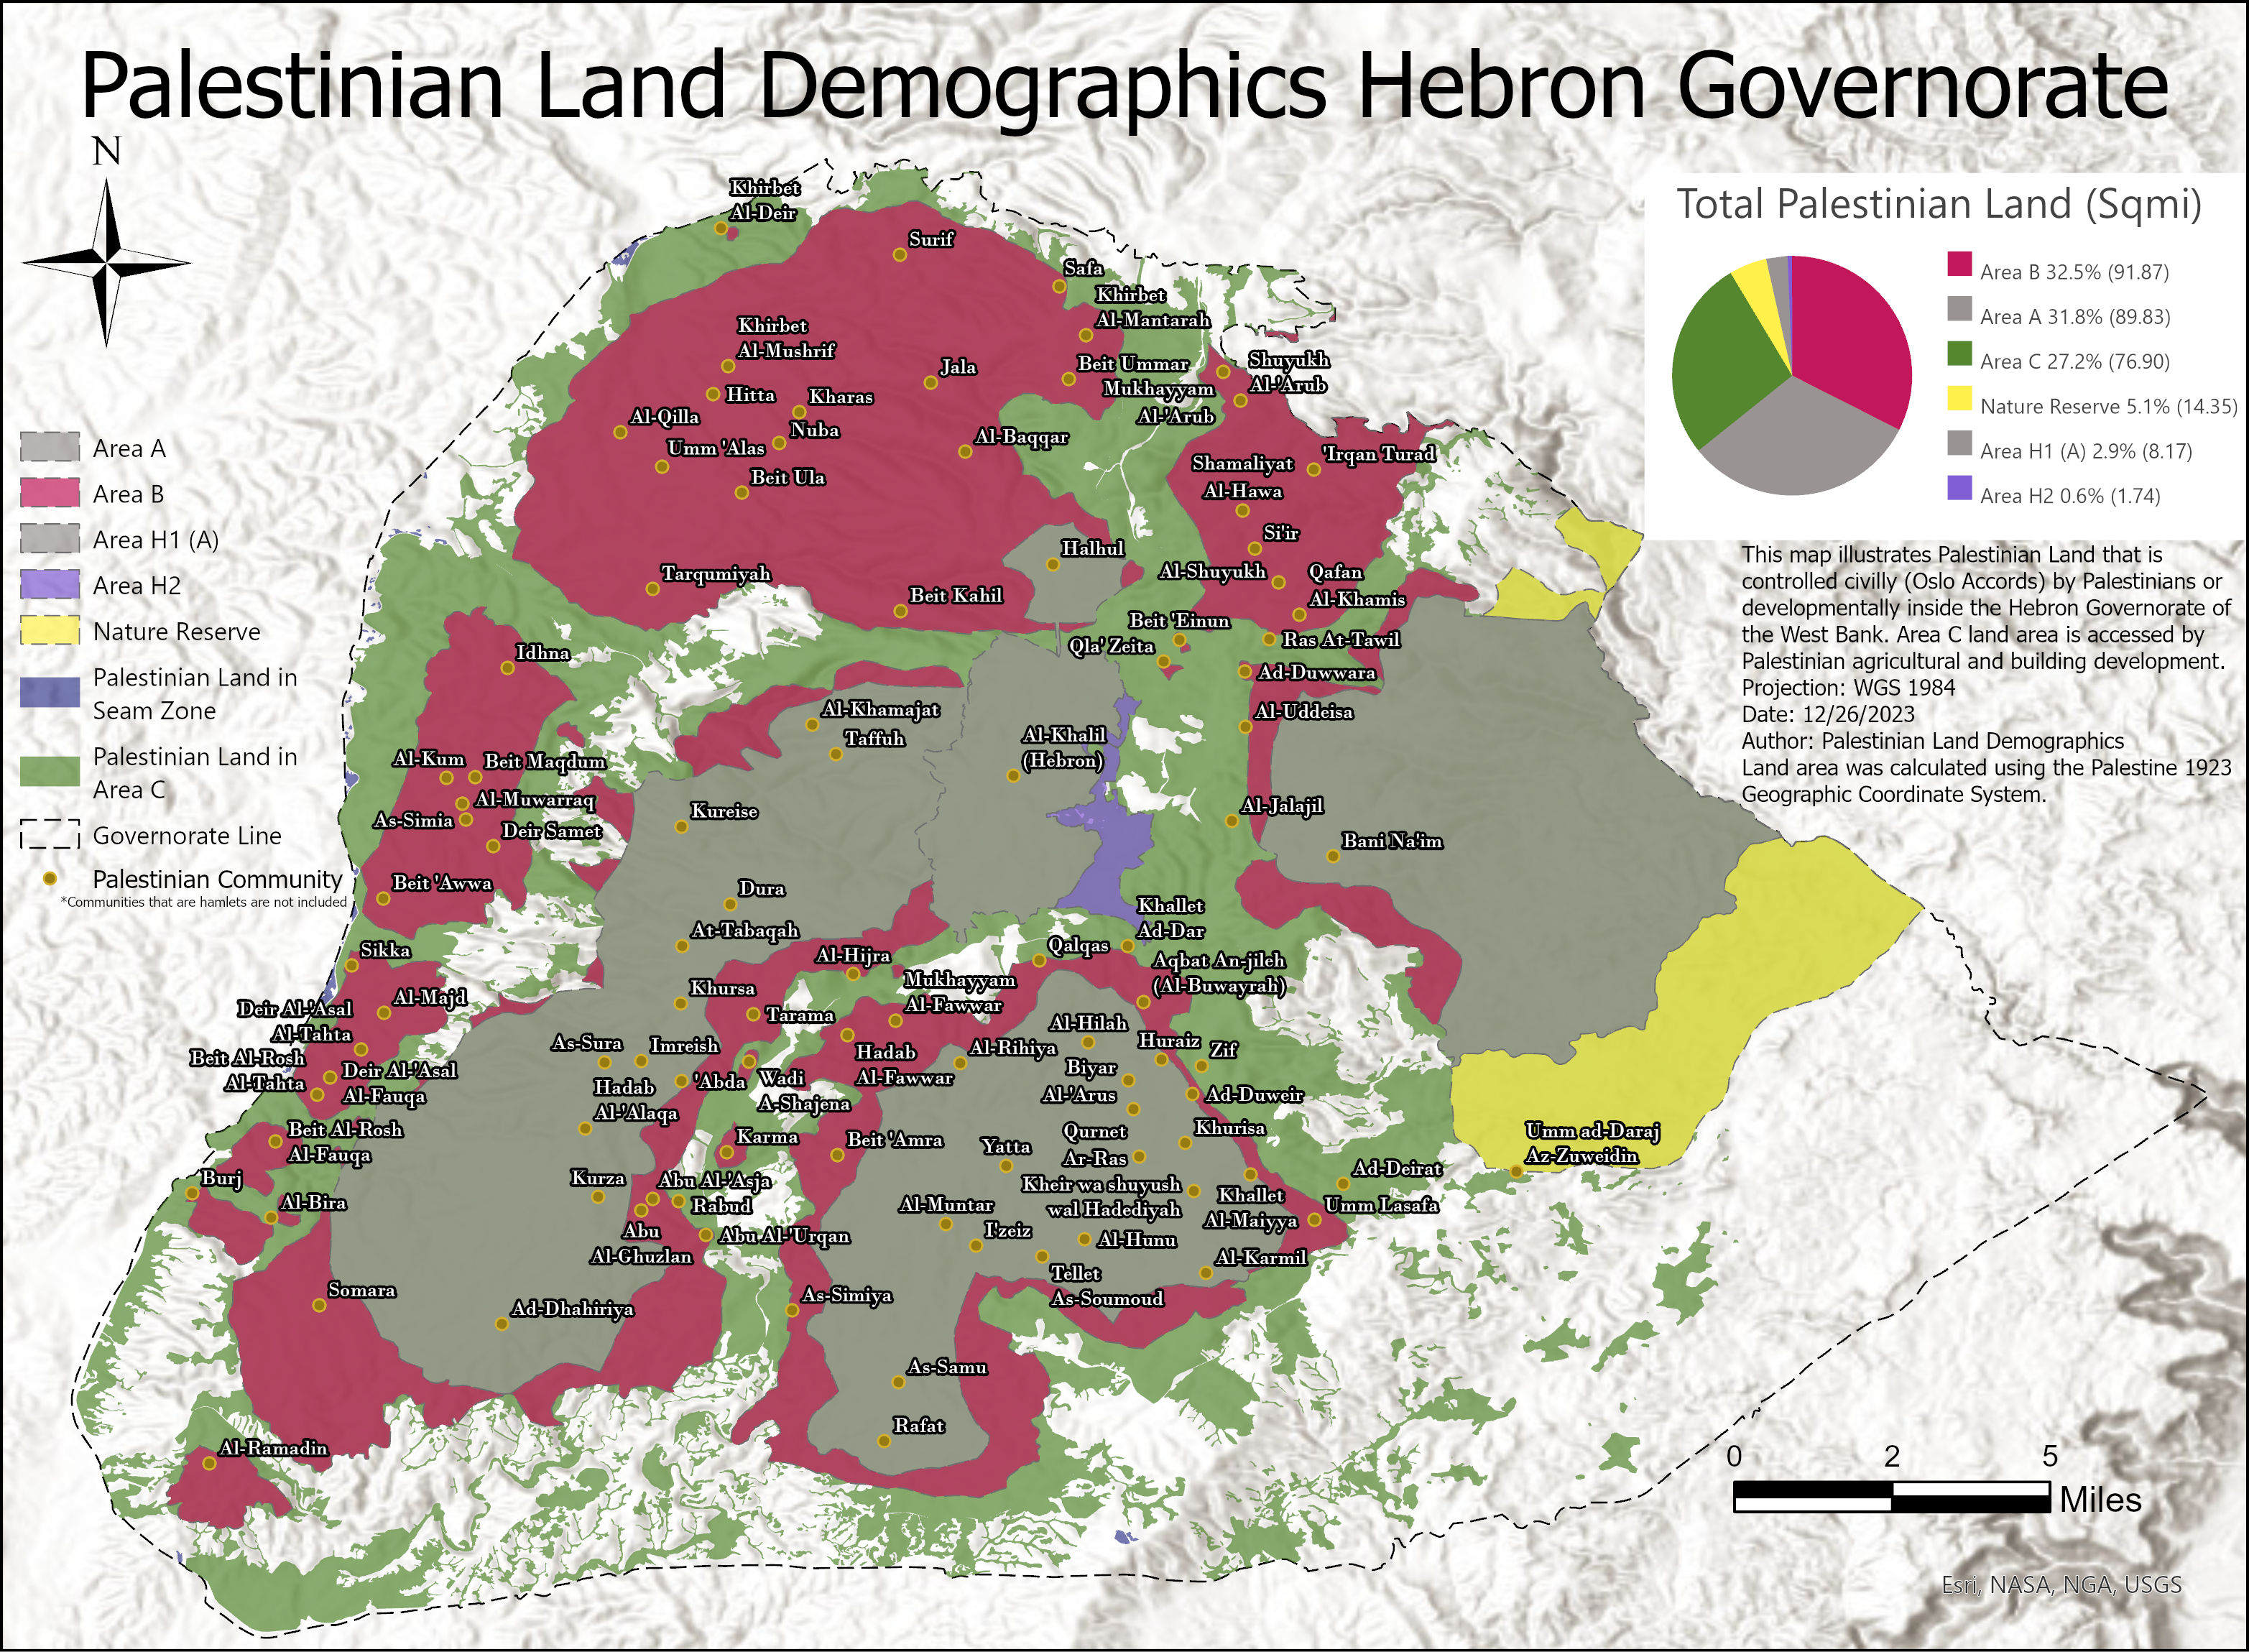 Palestinian Land Demographics Hebron Governorate
N
Total Palestinian Land (Sqmi)
Area B 32.5% (91.87)
Area A 31.8% (89.83)
Area C 27.2% (76.90)
Nature Reserve 5.1% (14.35)
Area H1 (A) 2.9% (8.17)
Area H2 0.6% (1.74)
This map illustrates Palestinian Land that is
controlled civilly (Oslo Accords) by Palestinians or
developmentally inside the Hebron Governorate of
the West Bank. Area C land area is accessed by
Palestinian agricultural and building development.
Projection: WGS 1984
Date: 12/26/2023
Author: Palestinian Land Demographics
Land area was calculated using the Palestine 1923
Geographic Coordinate System.
Area A
Area B
Area H1 (A)
Area H2
Nature Reserve
Palestinian Land in
Seam Zone
Palestinian Land in
Area C
Governorate Line
Palestinian Community
*Communities that are hamlets are not included
Khirbet
Al-Deir
Surif
Safa
Khirbet
Al-Mantarah
Khirbet
Al-Mushrif
Jala
Beit Ummar
Shuyukh
Al-'Arub
Mukhayyam
Al-'Arub
Hitta
Kharas
Al-Qilla
Nuba
Umm 'Alas
Al-Baqqar
Beit Ula
'Irqan Turad
Shamaliyat
Al-Hawa
Si'ir
Halhul
Tarqumiyah
Al-Shuyukh
Qafan
Al-Khamis
Beit Kahil
Beit 'Einun
Qla' Zeita
Ras At-Tawil
Idhna
Ad-Duwwara
Al-Khamajat
Taffuh
Al-Uddeisa
Al-Khalil
(Hebron)
Al-Kum
Beit Maqdum
Al-Muwarraq
As-Simia
Deir Samet
Kureise
Al-Jalajil
Bani Na'im
Beit 'Awwa
Dura
At-Tabaqah
Khallet
Ad-Dar
Sikka
Al-Hijra
Qalqas
Aqbat An-jileh
(Al-Buwayrah)
Mukhayyam
Al-Fawwar
Al-Majd
Khursa
Tarama
Deir Al-'Asal
Al-Tahta
Al-Hilah
As-Sura
Imreish
Hadab
Al-Fawwar
Al-Rihiya
Huraiz
Zif
Beit Al-Rosh
Al-Tahta
Deir Al-'Asal
Al-Fauqa
Hadab
Al-'Alaqa
'Abda
Wadi
A-Shajena
Biyar
Al-'Arus
Ad-Duweir
Beit Al-Rosh
Al-Fauqa
Karma
Beit 'Amra
Yatta
Qurnet
Ar-Ras
Khurisa
Umm ad-Daraj
Az-Zuweidin
Burj
Al-Bira
Kurza
Abu Al-'Asja
Rabud
Abu
Al-Ghuzlan
Abu Al-'Urqan
Kheir wa shuyush
wal Hadediyah
Khallet
Al-Maiyya
Ad-Deirat
Umm Lasafa
Al-Muntar
I'zeiz
Al-Hunu
Tellet
As-Soumoud
Al-Karmil
Somara
Ad-Dhahiriya
As-Simiya
As-Samu
Rafat
Al-Ramadin
0 2 5
Miles
Esri, NASA, NGA, USGS